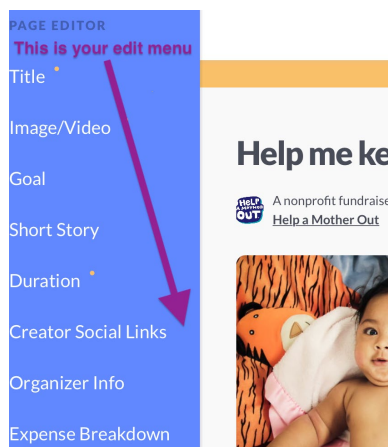 PAGE EDITOR
This is your edit menu
Title
Image/Video
Goal
Short Story
Duration
Creator Social Links
Organizer Info
Expense Breakdown
Help me ke
HELP
A MOTHER
OUT
A nonprofit fundraise
Help a Mother Out